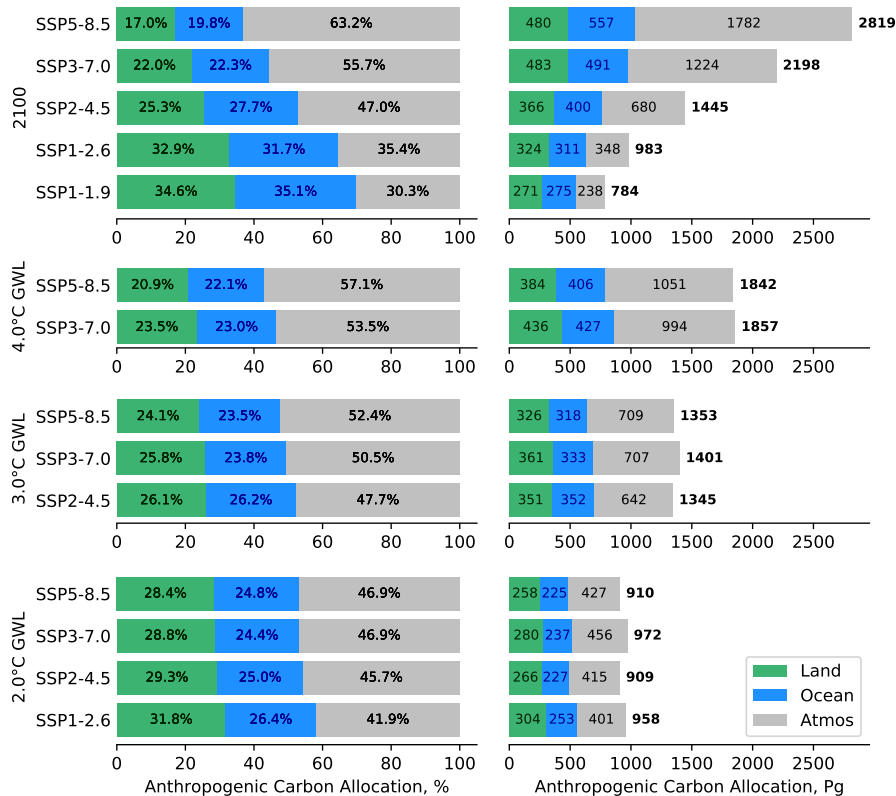 2100
SSP5-8.5 17.0% 19.8% 63.2% 480 557 1782 2819
SSP3-7.0 22.0% 22.3% 55.7% 483 491 1224 2198
SSP2-4.5 25.3% 27.7% 47.0% 366 400 680 1445
SSP1-2.6 32.9% 31.7% 35.4% 324 311 348 983
SSP1-1.9 34.6% 35.1% 30.3% 271 275 238 784
0 20 40 60 80 100 0 500 1000 1500 2000 2500
4.0°C GWL
SSP5-8.5 20.9% 22.1% 57.1% 384 406 1051 1842
SSP3-7.0 23.5% 23.0% 53.5% 436 427 994 1857
0 20 40 60 80 100 0 500 1000 1500 2000 2500
3.0°C GWL
SSP5-8.5 24.1% 23.5% 52.4% 326 318 709 1353
SSP3-7.0 25.8% 23.8% 50.5% 361 333 707 1401
SSP2-4.5 26.1% 26.2% 47.7% 351 352 642 1345
0 20 40 60 80 100 0 500 1000 1500 2000 2500
2.0°C GWL
SSP5-8.5 28.4% 24.8% 46.9% 258 225 427 910
SSP3-7.0 28.8% 24.4% 46.9% 280 237 456 972
SSP2-4.5 29.3% 25.0% 45.7% 266 227 415 909
SSP1-2.6 31.8% 26.4% 41.9% 304 253 401 958
Land
Ocean
Atmos
0 20 40 60 80 100 0 500 1000 1500 2000 2500
Anthropogenic Carbon Allocation, % Anthropogenic Carbon Allocation, Pg